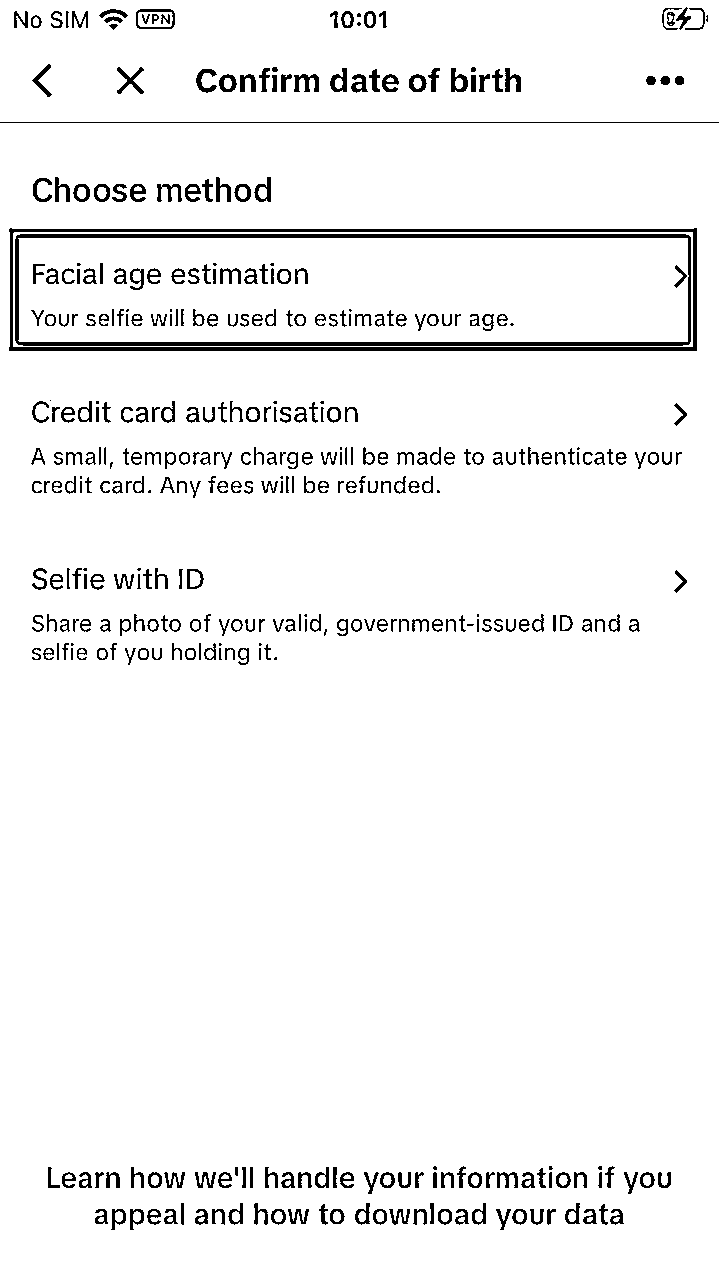 No SIM VPN 10:01
Confirm date of birth
Choose method
Facial age estimation
Your selfie will be used to estimate your age.
Credit card authorisation
A small, temporary charge will be made to authenticate your
credit card. Any fees will be refunded.
Selfie with ID
Share a photo of your valid, government-issued ID and a
selfie of you holding it.
Learn how we'll handle your information if you
appeal and how to download your data